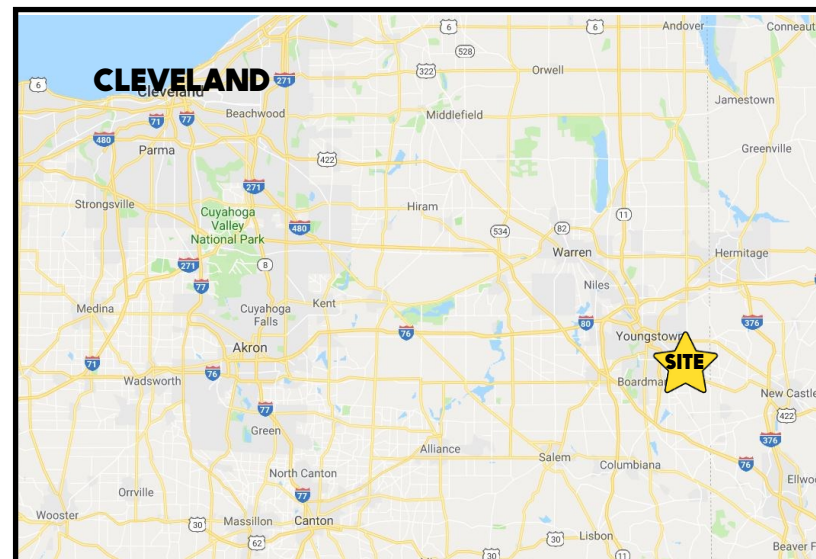 6
Andover
Conneaut
6
528
CLEVELAND
Cleveland
271
322
Orwell
6
Jamestown
71
77
Beachwood
Middlefield
480
Parma
422
Greenville
271
Strongsville
Cuyahoga
Valley
National Park
Hiram
11
480
534
82
Warren
Hermitage
271
8
77
Niles
Medina
Cuyahoga
Falls
Kent
76
80
376
Youngstown
Akron
SITE
71
76
Wadsworth
Boardma
New Castle
77
422
Green
376
Alliance
Salem
Columbiana
76
North Canton
Ellwo
Orrville
77
Wooster
30
Massillon
Canton
62
30
30
Lisbon
11
Beaver F